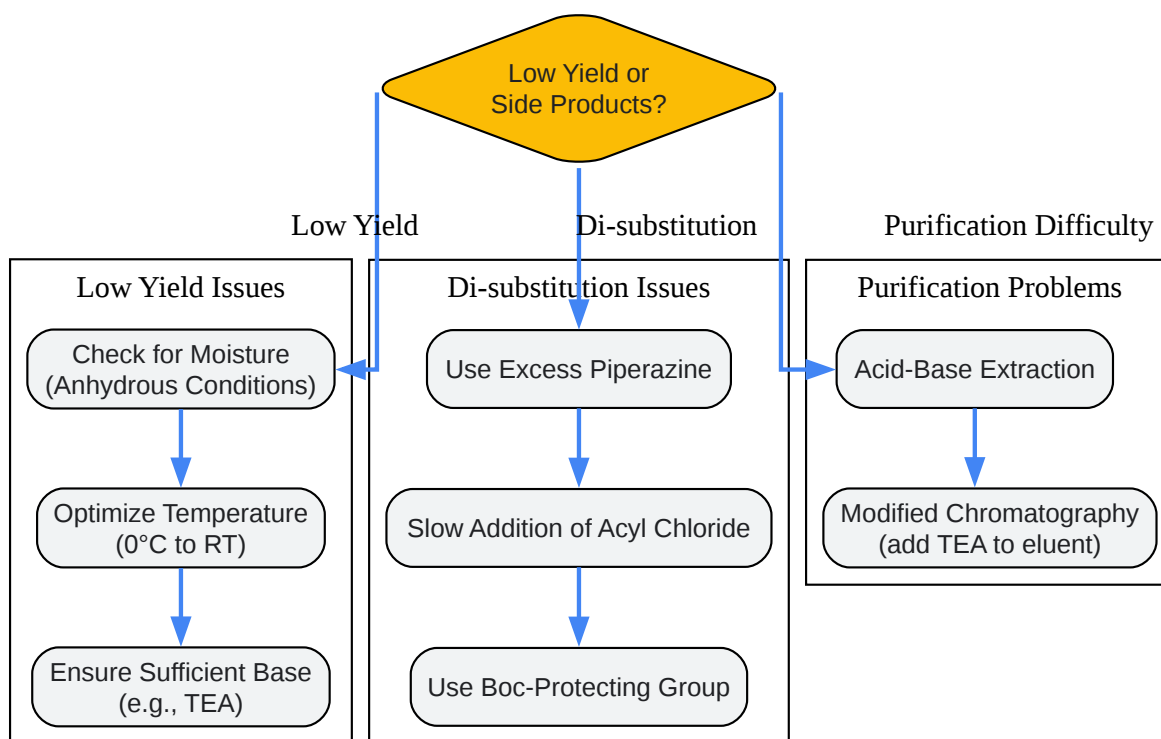 Low Yield or
Side Products?
Low Yield
Di-substitution
Purification Difficulty
Low Yield Issues
Check for Moisture
(Anhydrous Conditions)
Optimize Temperature
(0°C to RT)
Ensure Sufficient Base
(e.g., TEA)
Di-substitution Issues
Use Excess Piperazine
Slow Addition of Acyl Chloride
Use Boc-Protecting Group
Purification Problems
Acid-Base Extraction
Modified Chromatography
(add TEA to eluent)